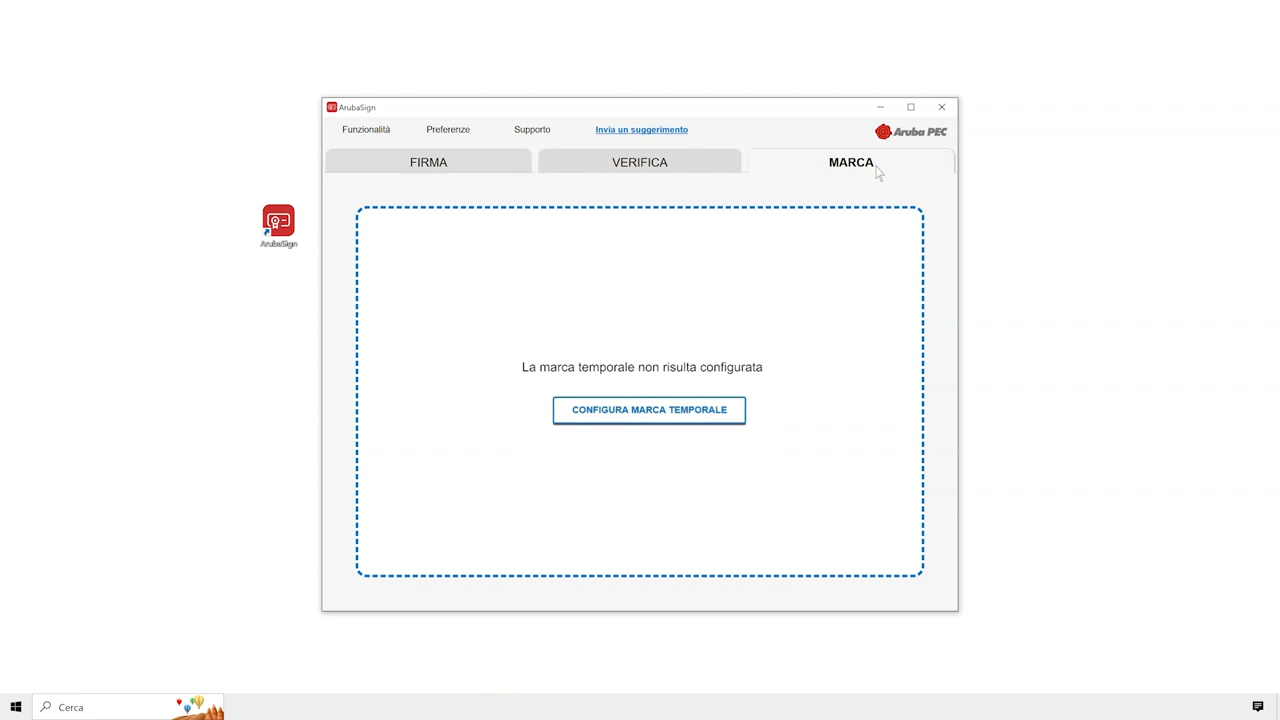 ArubaSign
Funzionalità Preferenze Supporto Invia un suggerimento Aruba PEC
FIRMA VERIFICA MARCA
ArubaSign
La marca temporale non risulta configurata
CONFIGURA MARCA TEMPORALE
Cerca